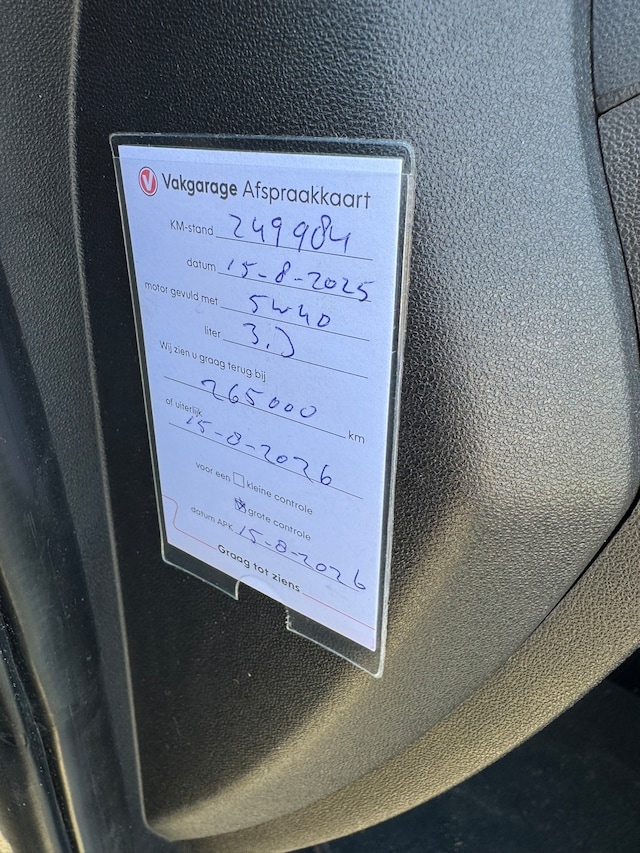 V Vakgarage Afspraakkaart
KM-stand 249984
datum 15-8-2025
motor gevuld met 5w40
liter 3.0
Wij zien u graag terug bij
265000 km
of uiterlijk
15-8-2026
voor een kleine controle
grote controle
datum APK 15-8-2026
Graag tot ziens